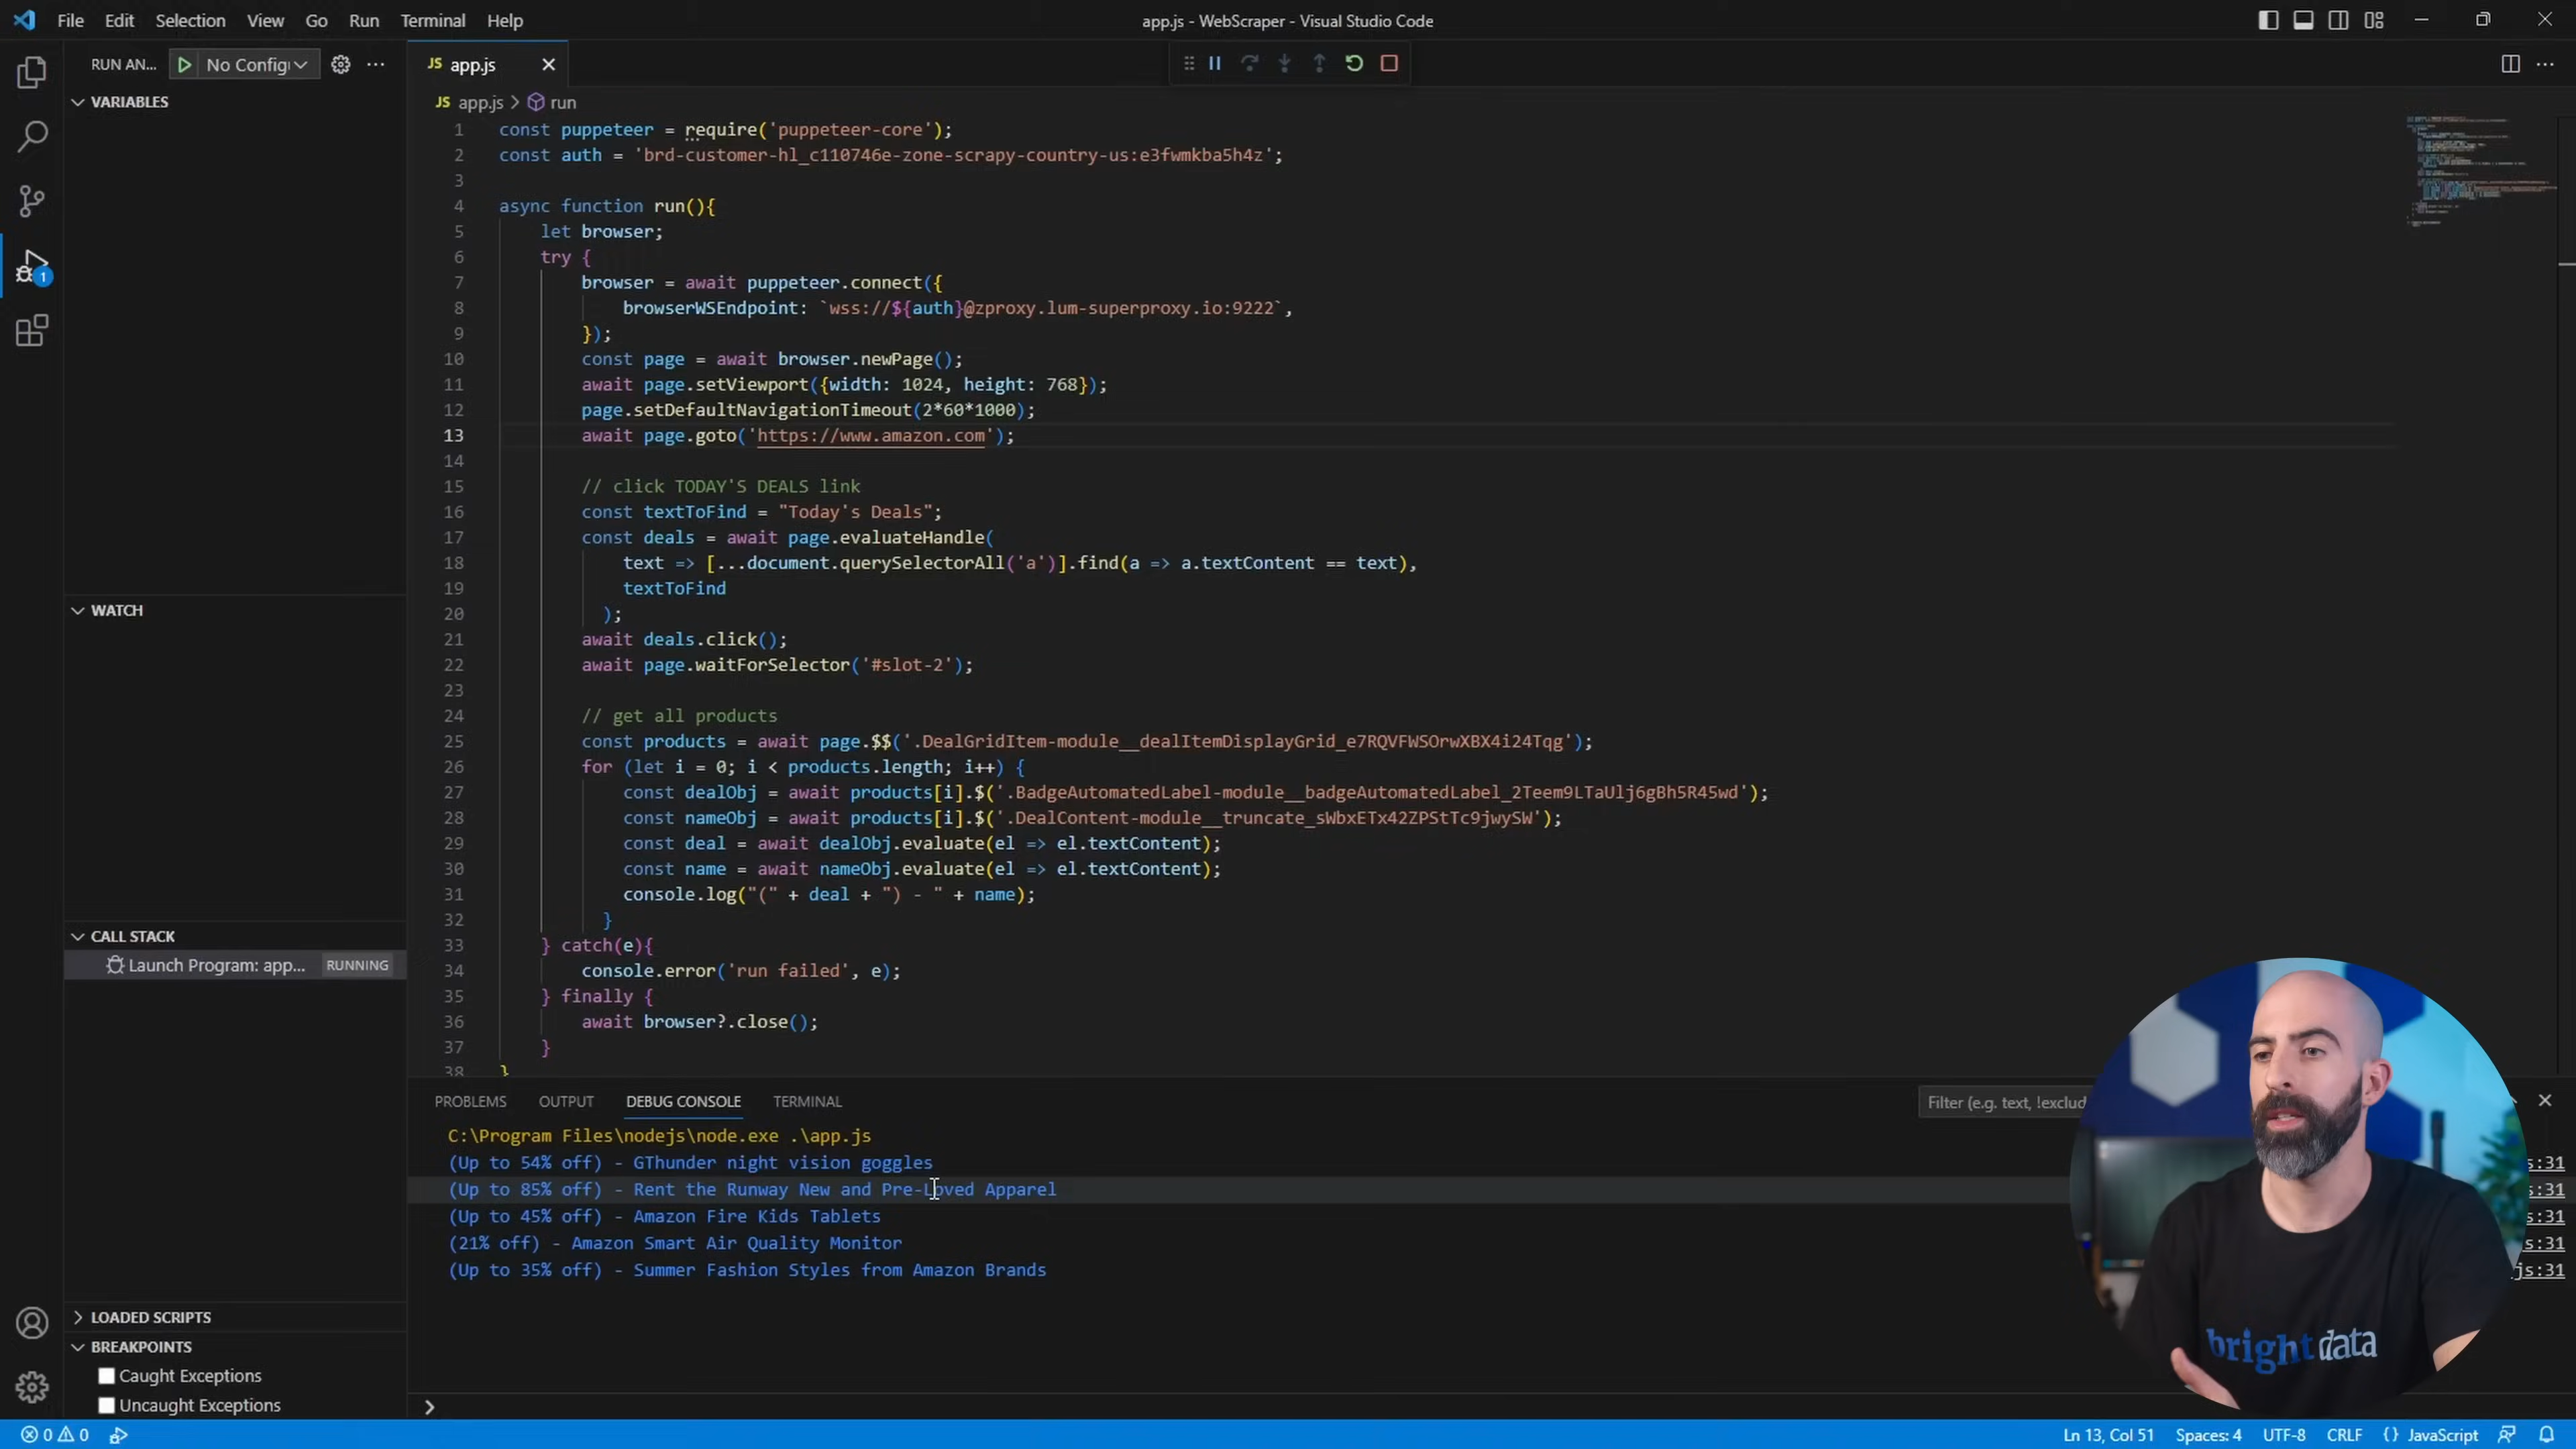 File Edit Selection View Go Run Terminal Help
app.js - WebScraper - Visual Studio Code
RUN AN... No Config
JS app.js
VARIABLES
WATCH
CALL STACK
Launch Program: app... RUNNING
LOADED SCRIPTS
BREAKPOINTS
Caught Exceptions
Uncaught Exceptions
1
JS app.js > run
1 const puppeteer = require('puppeteer-core');
2 const auth = 'brd-customer-hl_c110746e-zone-scrapy-country-us:e3fwmkba5h4z';
3
4 async function run(){
5 let browser;
6 try {
7 browser = await puppeteer.connect({
8 browserWSEndpoint: `wss://${auth}@zproxy.lum-superproxy.io:9222`,
9 });
10 const page = await browser.newPage();
11 await page.setViewport({width: 1024, height: 768});
12 page.setDefaultNavigationTimeout(2*60*1000);
13 await page.goto('https://www.amazon.com');
14
15 // click TODAY'S DEALS link
16 const textToFind = "Today's Deals";
17 const deals = await page.evaluateHandle(
18 text => [...document.querySelectorAll('a')].find(a => a.textContent == text),
19 textToFind
20 );
21 await deals.click();
22 await page.waitForSelector('#slot-2');
23
24 // get all products
25 const products = await page.$$('.DealGridItem-module__dealItemDisplayGrid_e7RQVFWSOrwXBX4i24Tqg');
26 for (let i = 0; i < products.length; i++) {
27 const dealObj = await products[i].$('.BadgeAutomatedLabel-module__badgeAutomatedLabel_2Teem9LTaUlj6gBh5R45wd');
28 const nameObj = await products[i].$('.DealContent-module__truncate_sWbxETx42ZPStTc9jwySW');
29 const deal = await dealObj.evaluate(el => el.textContent);
30 const name = await nameObj.evaluate(el => el.textContent);
31 console.log("(" + deal + ") - " + name);
32 }
33 } catch(e){
34 console.error('run failed', e);
35 } finally {
36 await browser?.close();
37 }
38 }
PROBLEMS OUTPUT DEBUG CONSOLE TERMINAL
Filter (e.g. text, !exclud
C:\Program Files\nodejs\node.exe .\app.js
(Up to 54% off) - GThunder night vision goggles s:31
(Up to 85% off) - Rent the Runway New and Pre-Loved Apparel s:31
(Up to 45% off) - Amazon Fire Kids Tablets s:31
(21% off) - Amazon Smart Air Quality Monitor s:31
(Up to 35% off) - Summer Fashion Styles from Amazon Brands js:31
bright data
0 0
Ln 13, Col 51 Spaces: 4 UTF-8 CRLF {} JavaScript